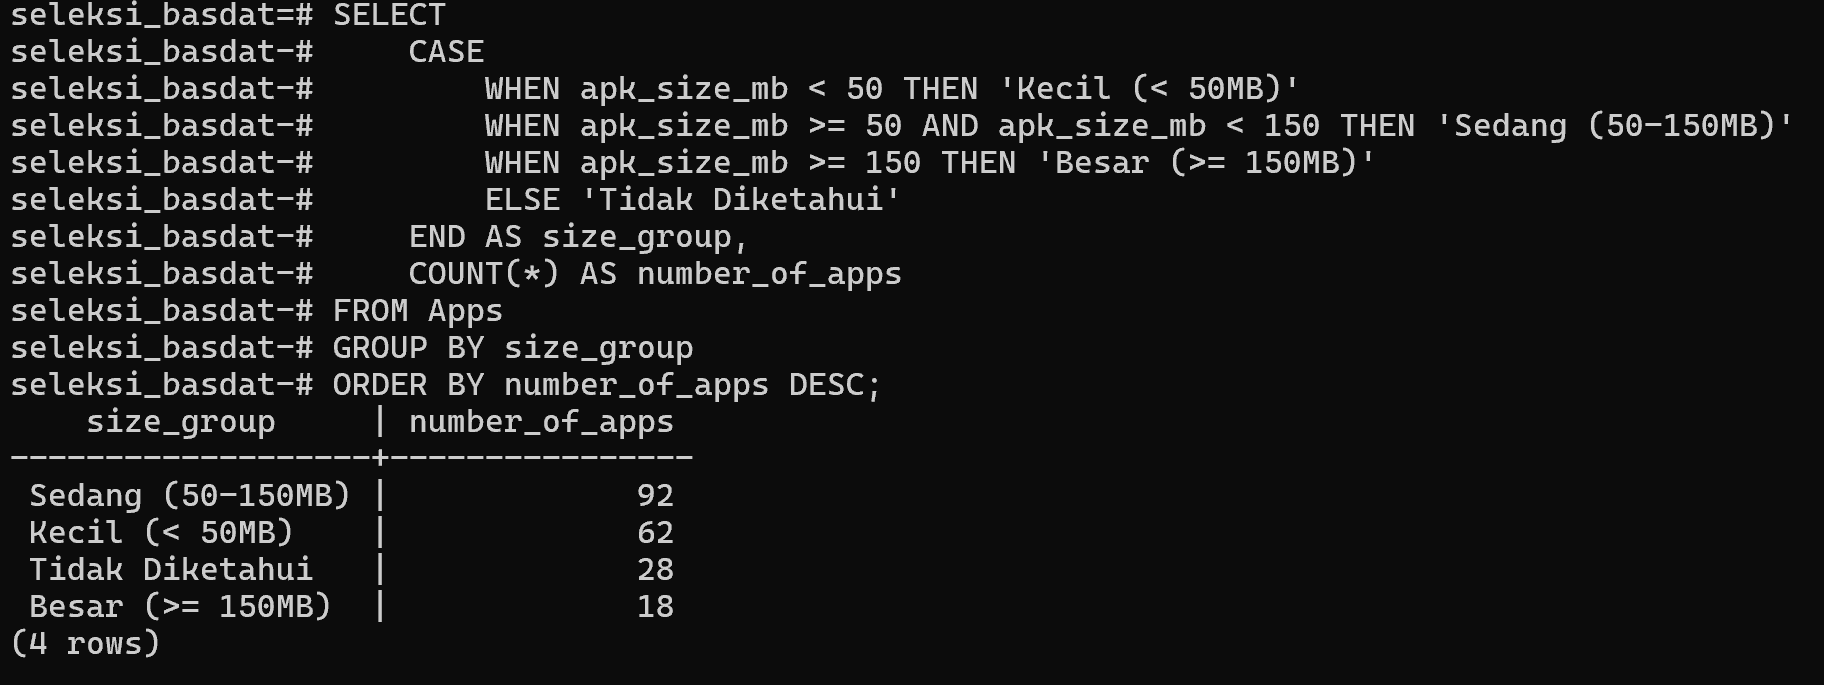 seleksi_basdat=# SELECT
seleksi_basdat-#     CASE
seleksi_basdat-#         WHEN apk_size_mb < 50 THEN 'Kecil (< 50MB)'
seleksi_basdat-#         WHEN apk_size_mb >= 50 AND apk_size_mb < 150 THEN 'Sedang (50-150MB)'
seleksi_basdat-#         WHEN apk_size_mb >= 150 THEN 'Besar (>= 150MB)'
seleksi_basdat-#         ELSE 'Tidak Diketahui'
seleksi_basdat-#     END AS size_group,
seleksi_basdat-#     COUNT(*) AS number_of_apps
seleksi_basdat-# FROM Apps
seleksi_basdat-# GROUP BY size_group
seleksi_basdat-# ORDER BY number_of_apps DESC;
    size_group     | number_of_apps
-------------------+----------------
 Sedang (50-150MB) |             92
 Kecil (< 50MB)    |             62
 Tidak Diketahui   |             28
 Besar (>= 150MB)  |             18
(4 rows)